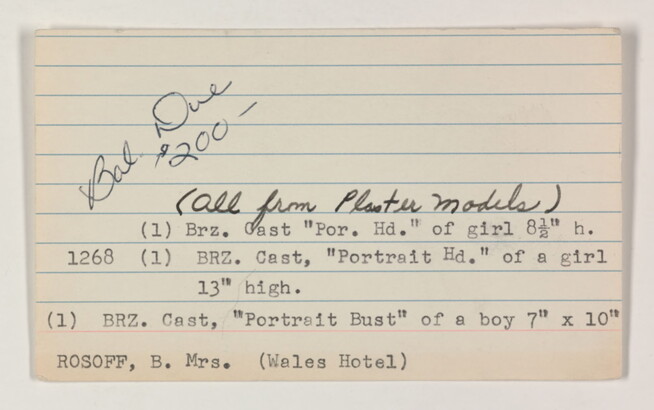 Bal. Due
$200—
(All from Plaster Models)
(1) Brz. Cast "Por. Hd." of girl 8½" h.
1268 (1) BRZ. Cast, "Portrait Hd." of a girl
13" high.
(1) BRZ. Cast, "Portrait Bust" of a boy 7" x 10"
ROSOFF, B. Mrs. (Wales Hotel)